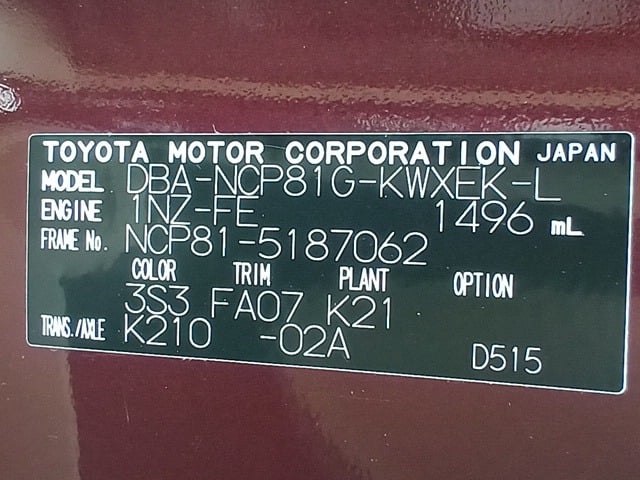 TOYOTA MOTOR CORPORATION JAPAN
MODEL DBA-NCP81G-KWXEK-L
ENGINE 1NZ-FE 1496 mL
FRAME No. NCP81-5187062
COLOR TRIM PLANT OPTION
3S3 FA07 K21
TRANS./AXLE K210 -02A D515